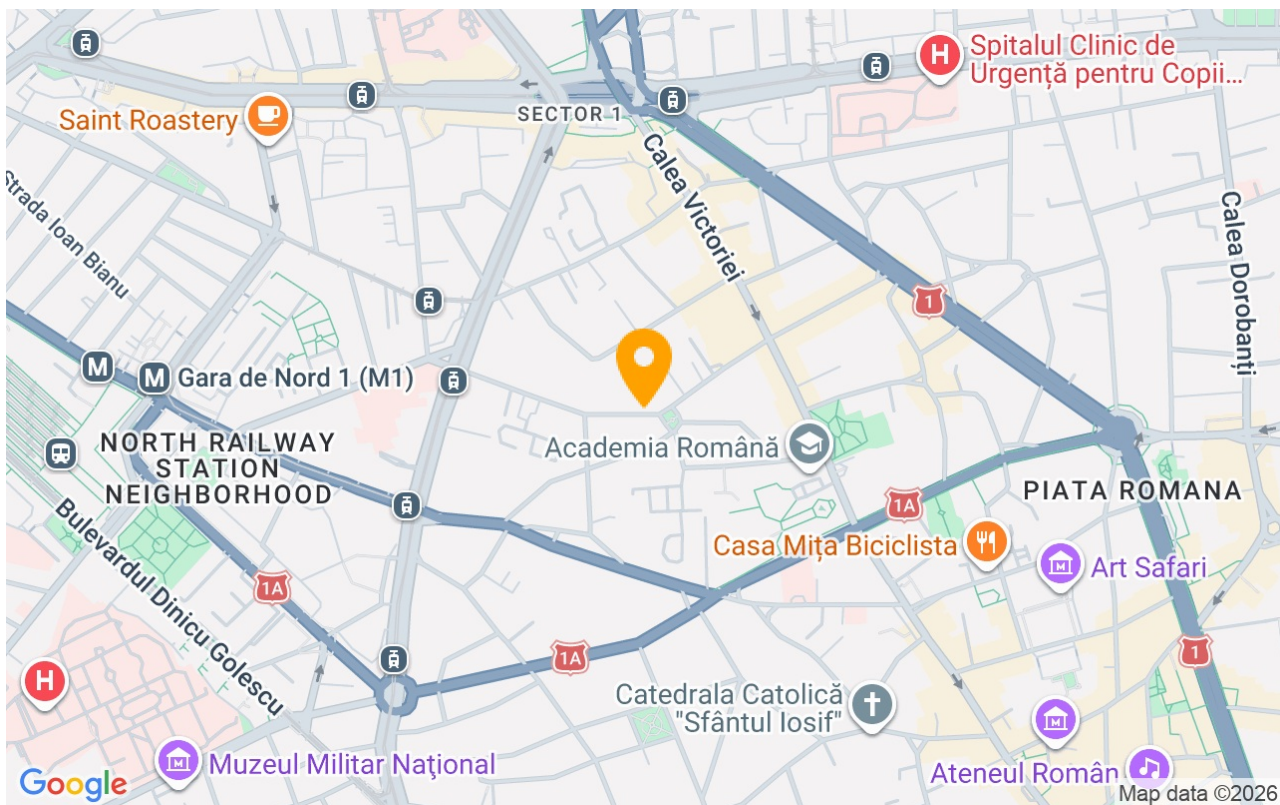 Spitalul Clinic de
Urgență pentru Copii...
H
Saint Roastery
SECTOR 1
Calea Victoriei
Strada Ioan Bianu
Calea Dorobanți
1
M
M
Gara de Nord 1 (M1)
NORTH RAILWAY
STATION
NEIGHBORHOOD
Academia Română
PIATA ROMANA
1A
Casa Mița Biciclista
Art Safari
Bulevardul Dinicu Golescu
1A
1A
1
H
Catedrala Catolică
"Sfântul Iosif"
Muzeul Militar Naţional
Ateneul Român
Google
Map data ©2026